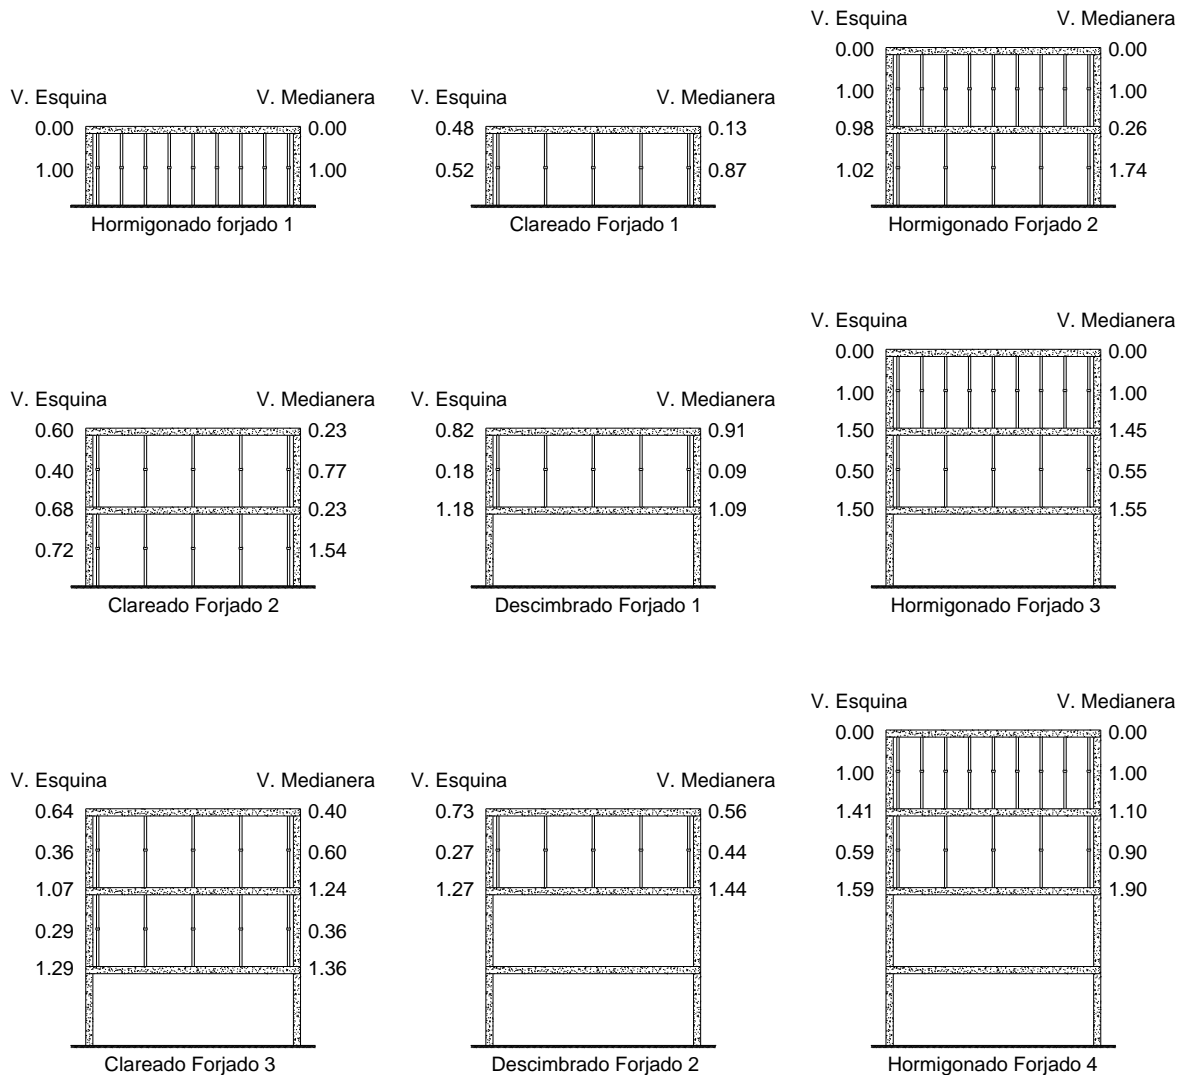 V. Esquina V. Medianera
0.00 0.00
1.00 1.00
Hormigonado forjado 1
V. Esquina V. Medianera
0.48 0.13
0.52 0.87
Clareado Forjado 1
V. Esquina V. Medianera
0.00 0.00
1.00 1.00
0.98 0.26
1.02 1.74
Hormigonado Forjado 2
V. Esquina V. Medianera
0.60 0.23
0.40 0.77
0.68 0.23
0.72 1.54
Clareado Forjado 2
V. Esquina V. Medianera
0.82 0.91
0.18 0.09
1.18 1.09
Descimbrado Forjado 1
V. Esquina V. Medianera
0.00 0.00
1.00 1.00
1.50 1.45
0.50 0.55
1.50 1.55
Hormigonado Forjado 3
V. Esquina V. Medianera
0.64 0.40
0.36 0.60
1.07 1.24
0.29 0.36
1.29 1.36
Clareado Forjado 3
V. Esquina V. Medianera
0.73 0.56
0.27 0.44
1.27 1.44
Descimbrado Forjado 2
V. Esquina V. Medianera
0.00 0.00
1.00 1.00
1.41 1.10
0.59 0.90
1.59 1.90
Hormigonado Forjado 4